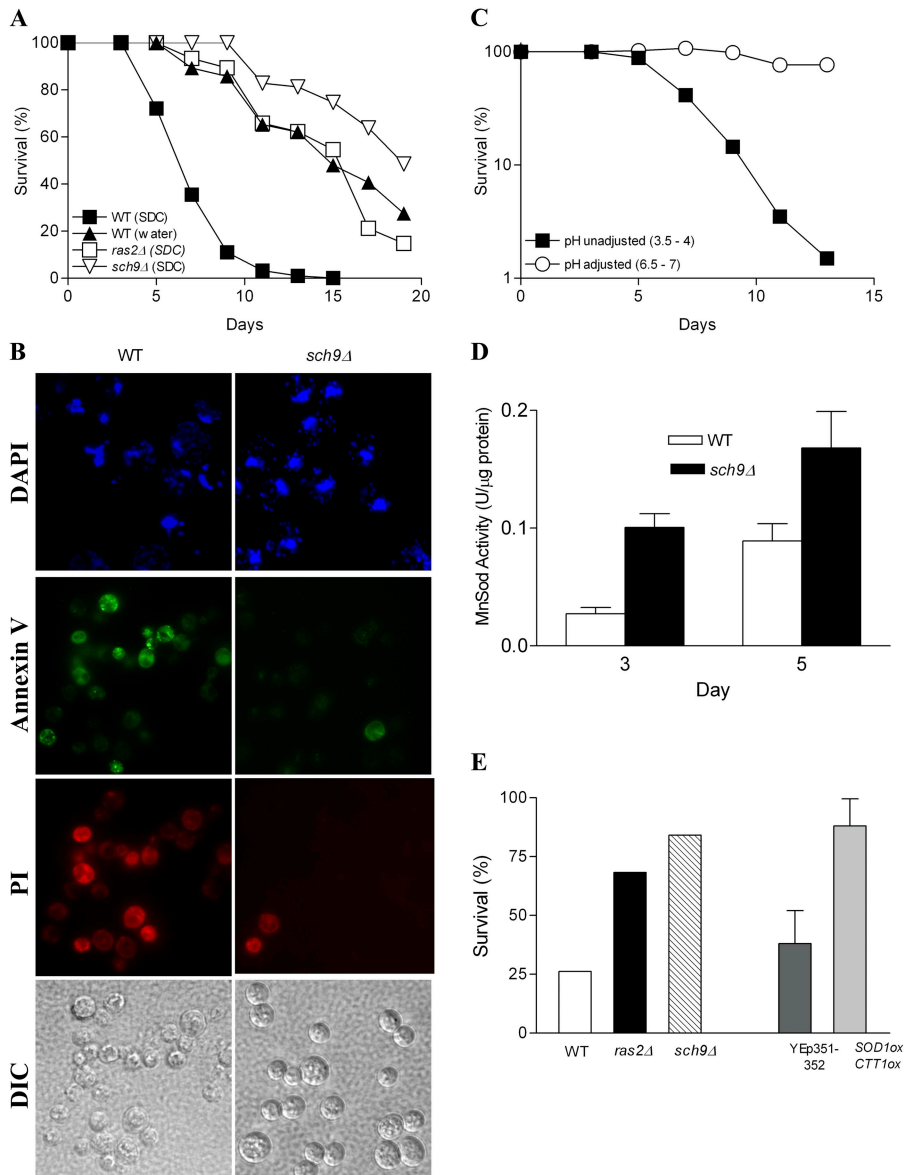 A
100
80
60
40
20
0
Survival (%)
0 5 10 15 20
Days
WT (SDC)
WT (water)
ras2Δ (SDC)
sch9Δ (SDC)
C
100
10
1
Survival (%)
0 5 10 15
Days
pH unadjusted (3.5 - 4)
pH adjusted (6.5 - 7)
B
WT sch9Δ
DAPI
Annexin V
PI
DIC
D
0.2
0.1
0.0
MnSod Activity (U/μg protein)
WT
sch9Δ
3 5
Day
E
100
75
50
25
0
Survival (%)
WT ras2Δ sch9Δ YEp351-
352
SOD1ox
CTT1ox